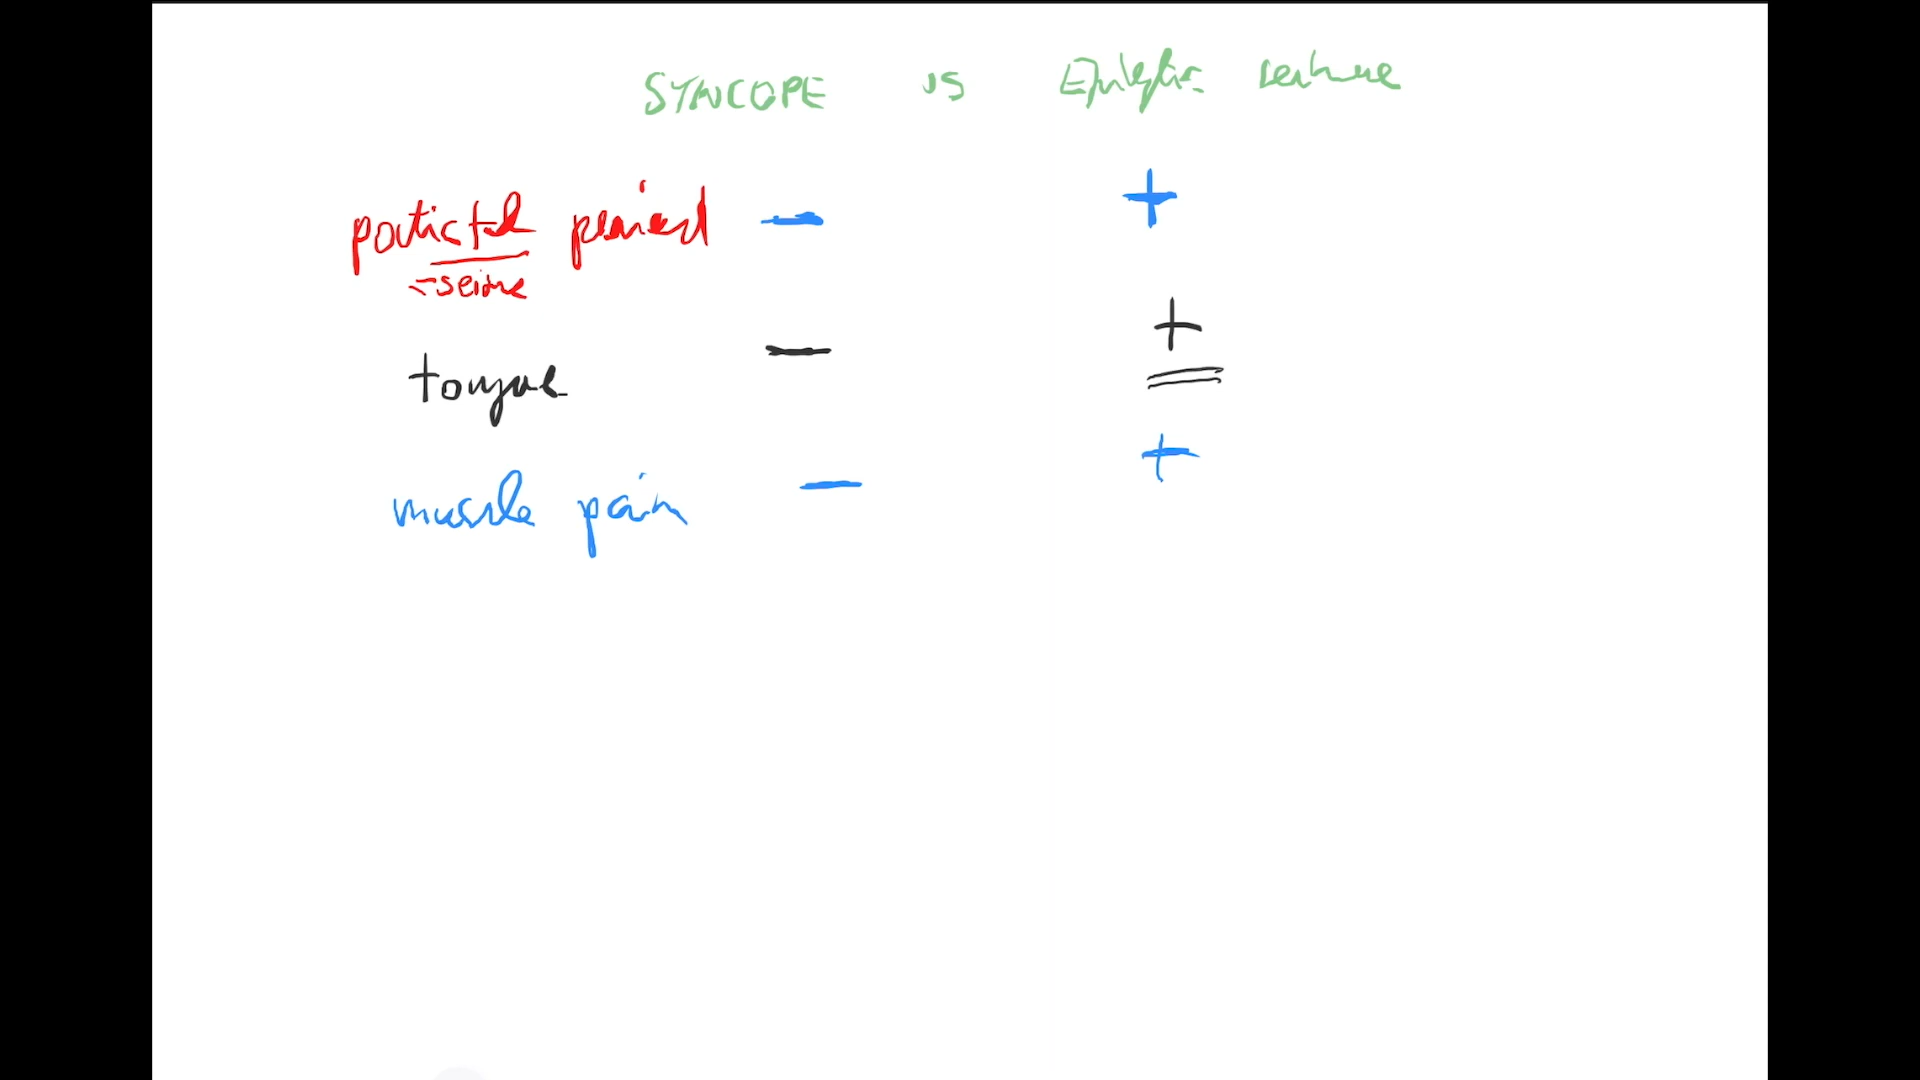 SYNCOPE vs Epileptic seizure
postictal period - +
= seizure
tongue - +
muscle pain - +